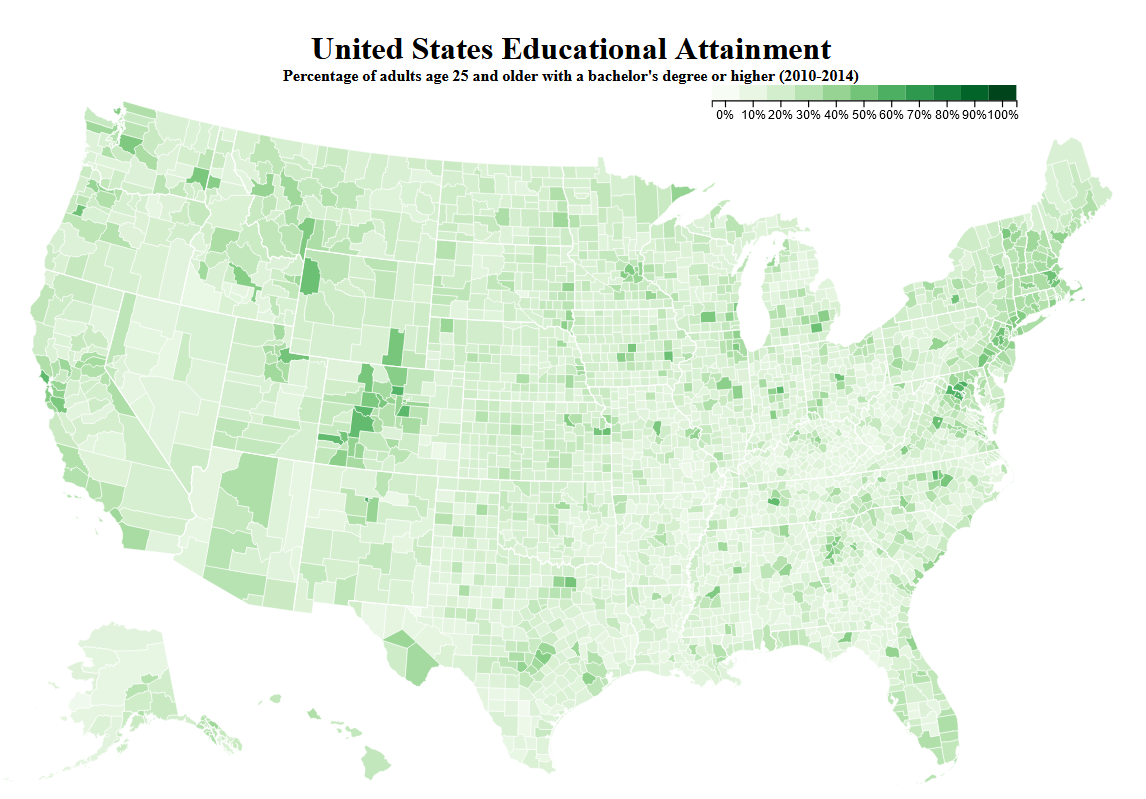 United States Educational Attainment
Percentage of adults age 25 and older with a bachelor's degree or higher (2010-2014)
0% 10% 20% 30% 40% 50% 60% 70% 80% 90% 100%